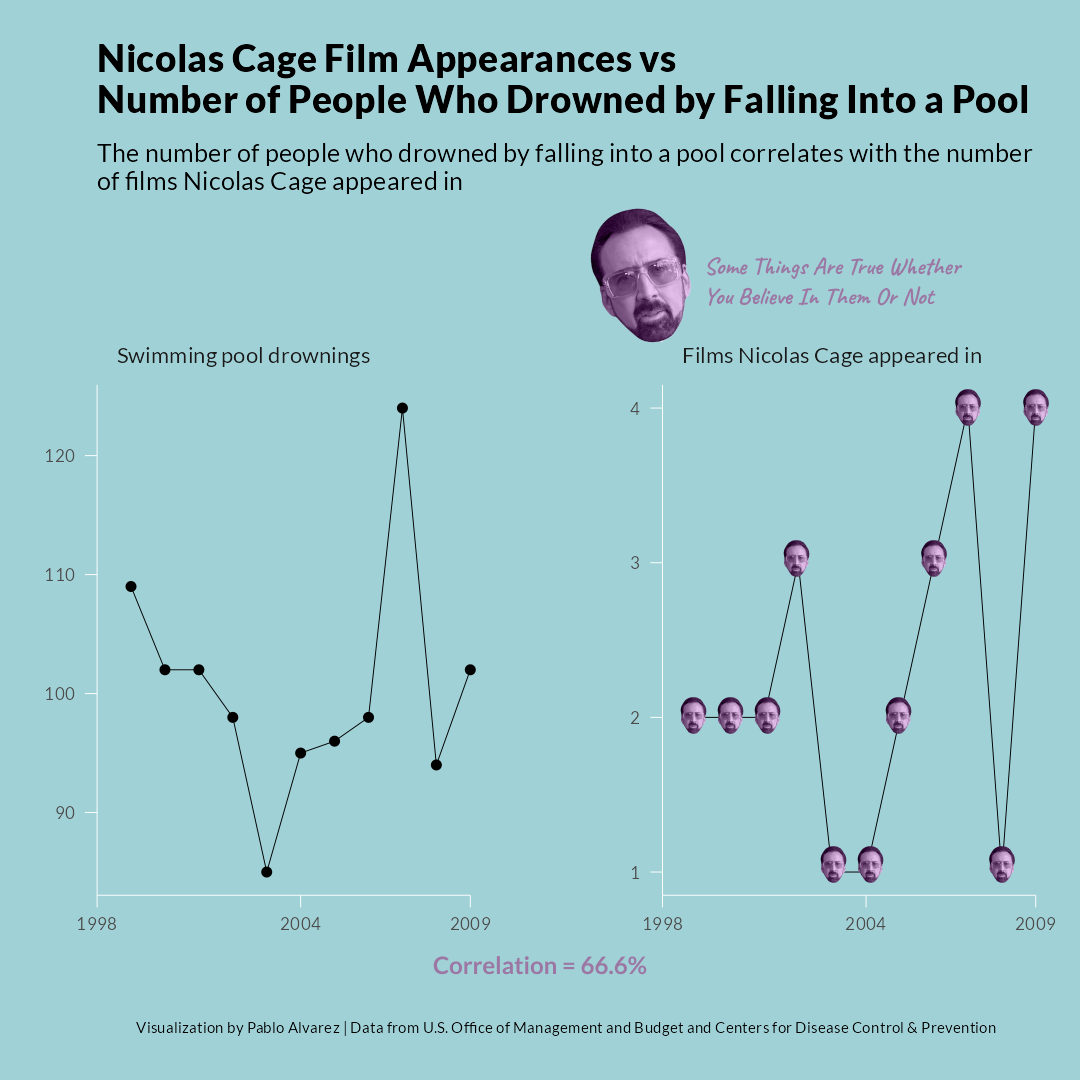 Nicolas Cage Film Appearances vs
Number of People Who Drowned by Falling Into a Pool
The number of people who drowned by falling into a pool correlates with the number
of films Nicolas Cage appeared in
Some Things Are True Whether
You Believe In Them Or Not
Swimming pool drownings
120
110
100
90
1998 2004 2009
Films Nicolas Cage appeared in
4
3
2
1
1998 2004 2009
Correlation = 66.6%
Visualization by Pablo Alvarez | Data from U.S. Office of Management and Budget and Centers for Disease Control & Prevention